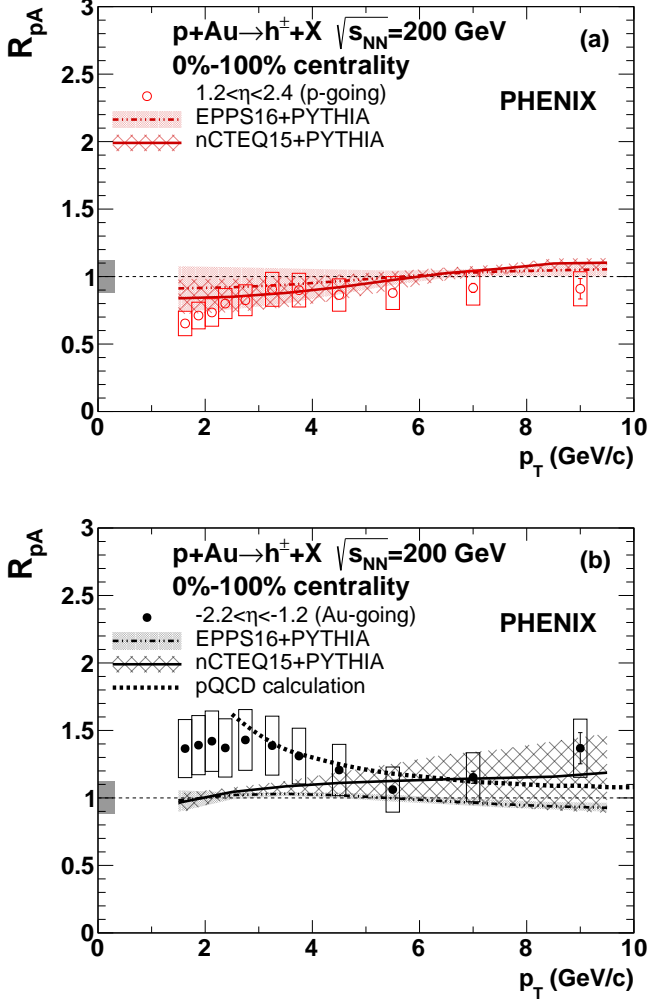 R_pA
3
2.5
2
1.5
1
0.5
0
p+Au→h^±+X √s_NN=200 GeV
(a)
0%-100% centrality
1.2<η<2.4 (p-going)
PHENIX
EPPS16+PYTHIA
nCTEQ15+PYTHIA
0 2 4 6 8 10
p_T (GeV/c)
R_pA
3
2.5
2
1.5
1
0.5
0
p+Au→h^±+X √s_NN=200 GeV
(b)
0%-100% centrality
-2.2<η<-1.2 (Au-going)
PHENIX
EPPS16+PYTHIA
nCTEQ15+PYTHIA
pQCD calculation
0 2 4 6 8 10
p_T (GeV/c)